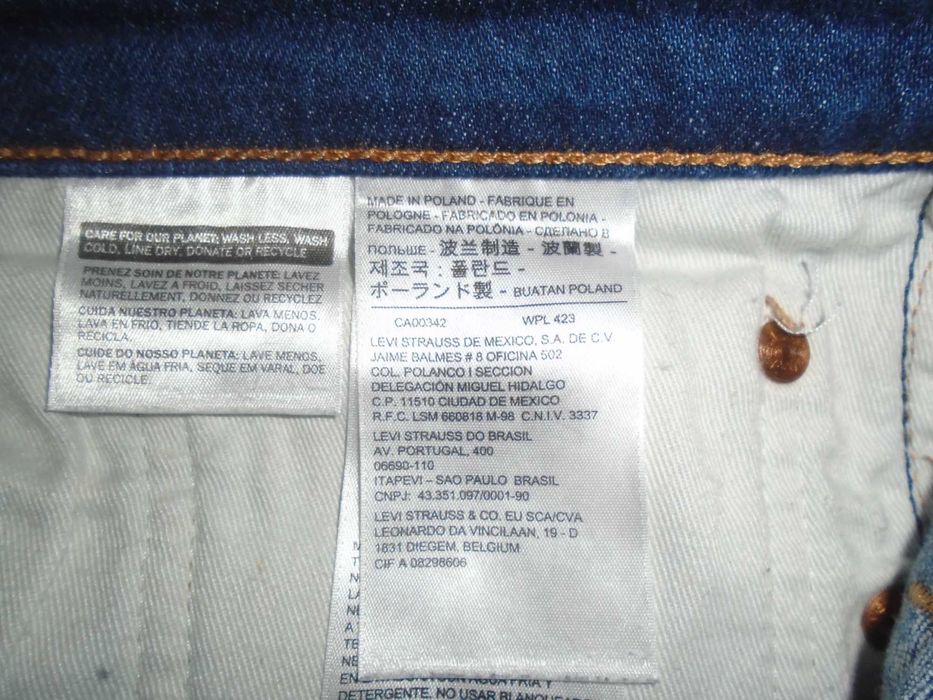 CARE FOR OUR PLANET: WASH LESS, WASH
COLD, LINE DRY, DONATE OR RECYCLE
PRENEZ SOIN DE NOTRE PLANETE: LAVEZ
MOINS, LAVEZ A FROID, LAISSEZ SECHER
NATURELLEMENT, DONNEZ OU RECYCLEZ
CUIDA NUESTRO PLANETA: LAVA MENOS,
LAVA EN FRIO, TIENDE LA ROPA, DONA O
RECICLA.
CUIDE DO NOSSO PLANETA: LAVE MENOS,
LAVE EM ÁGUA FRIA, SEQUE EM VARAL, DOE
OU RECICLE.
MADE IN POLAND - FABRIQUE EN
POLOGNE - FABRICADO EN POLONIA -
FABRICADO NA POLÔNIA - СДЕЛАНО В
ПОЛЬШЕ - 波兰制造 - 波蘭製 -
제조국 : 폴란드 -
ポーランド製 - BUATAN POLAND
CA00342 WPL 423
LEVI STRAUSS DE MEXICO, S.A. DE C.V.
JAIME BALMES # 8 OFICINA 502
COL. POLANCO I SECCION
DELEGACIÓN MIGUEL HIDALGO
C.P. 11510 CIUDAD DE MEXICO
R.F.C. LSM 660818 M-98 C.N.I.V. 3337
LEVI STRAUSS DO BRASIL
AV. PORTUGAL, 400
06690-110
ITAPEVI – SAO PAULO BRASIL
CNPJ: 43.351.097/0001-90
LEVI STRAUSS & CO. EU SCA/CVA
LEONARDO DA VINCILAAN, 19 - D
1831 DIEGEM, BELGIUM
CIF A 08298606
EN AGUA FRIA Y
DETERGENTE. NO USAR BLANQUEADOR